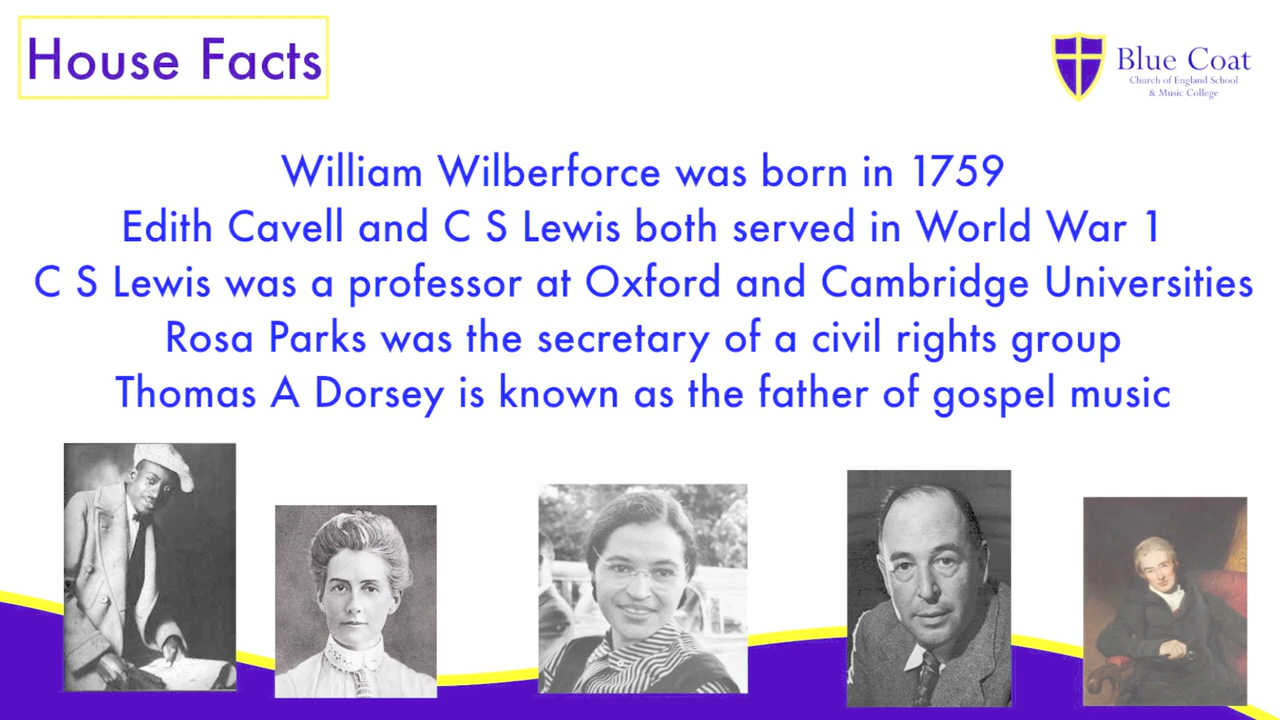 House Facts
Blue Coat
Church of England School
& Music College
William Wilberforce was born in 1759
Edith Cavell and C S Lewis both served in World War 1
C S Lewis was a professor at Oxford and Cambridge Universities
Rosa Parks was the secretary of a civil rights group
Thomas A Dorsey is known as the father of gospel music